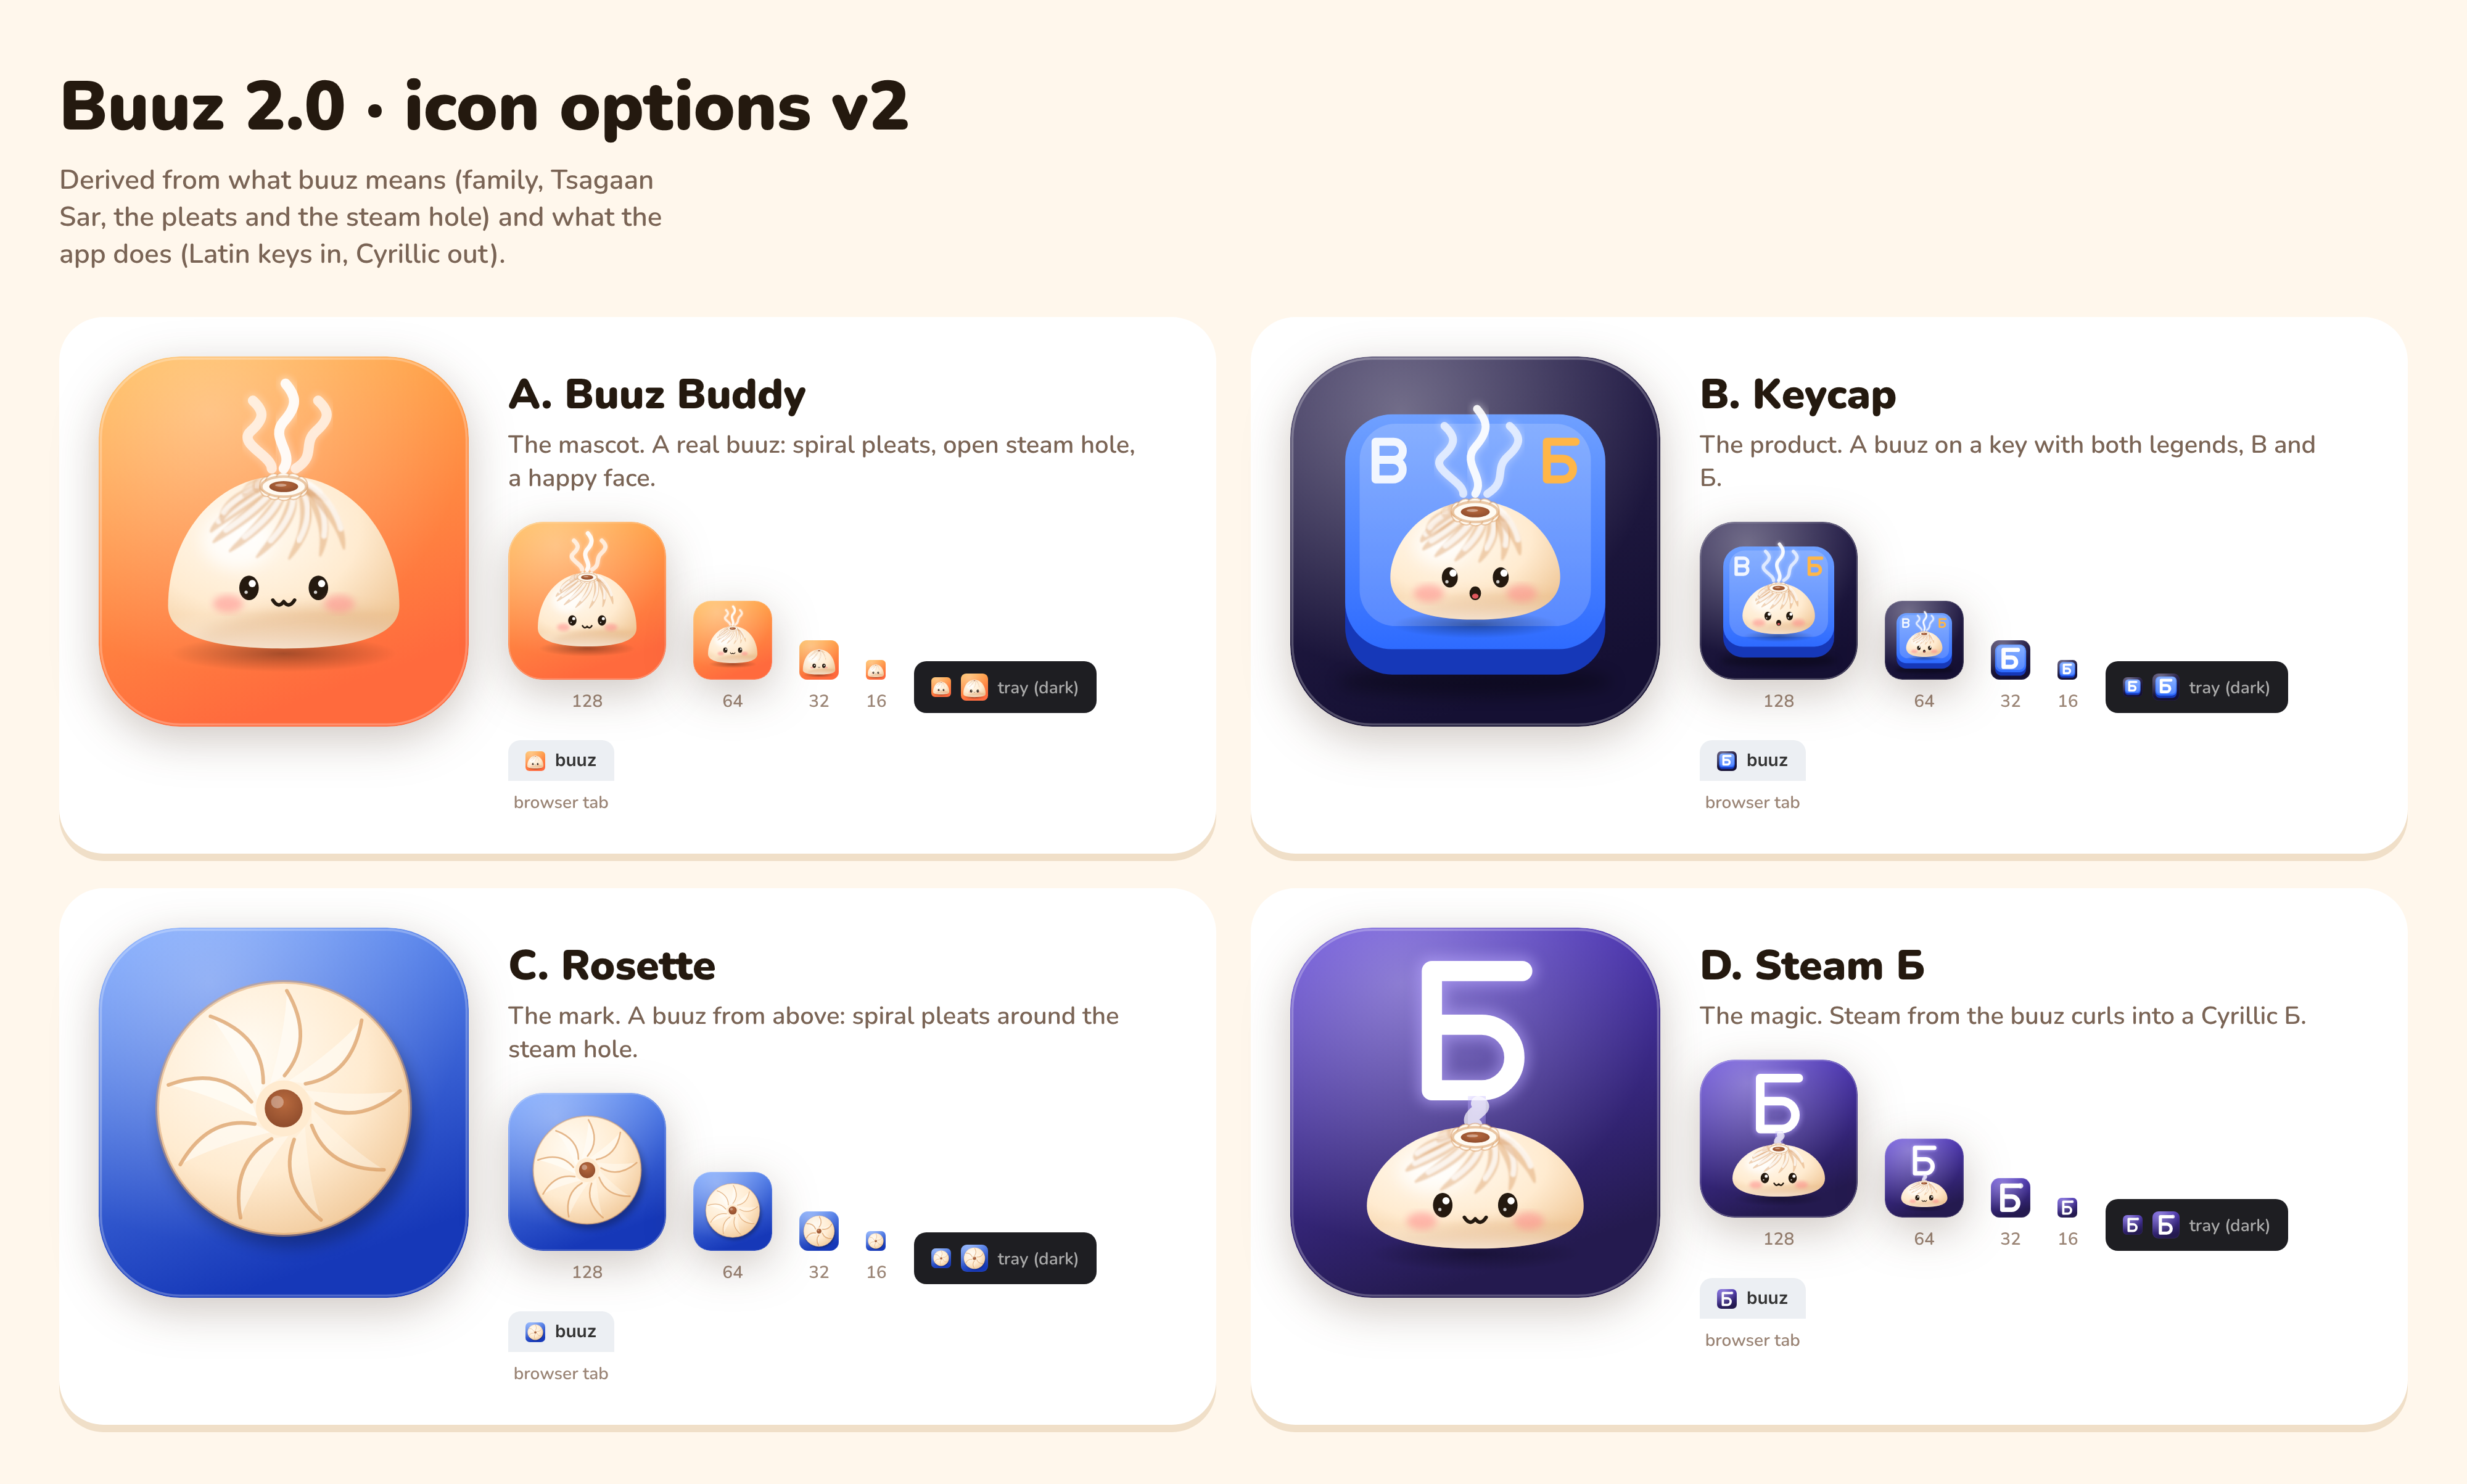 Buuz 2.0 · icon options v2
Derived from what buuz means (family, Tsagaan
Sar, the pleats and the steam hole) and what the
app does (Latin keys in, Cyrillic out).
A. Buuz Buddy
The mascot. A real buuz: spiral pleats, open steam hole,
a happy face.
128
64
32
16
tray (dark)
buuz
browser tab
B Б
B. Keycap
The product. A buuz on a key with both legends, B and
Б.
B Б
B Б
Б
Б
Б Б tray (dark)
128
64
32
16
Б buuz
browser tab
C. Rosette
The mark. A buuz from above: spiral pleats around the
steam hole.
128
64
32
16
tray (dark)
buuz
browser tab
Б
D. Steam Б
The magic. Steam from the buuz curls into a Cyrillic Б.
Б
Б
Б
Б
Б Б tray (dark)
128
64
32
16
Б buuz
browser tab